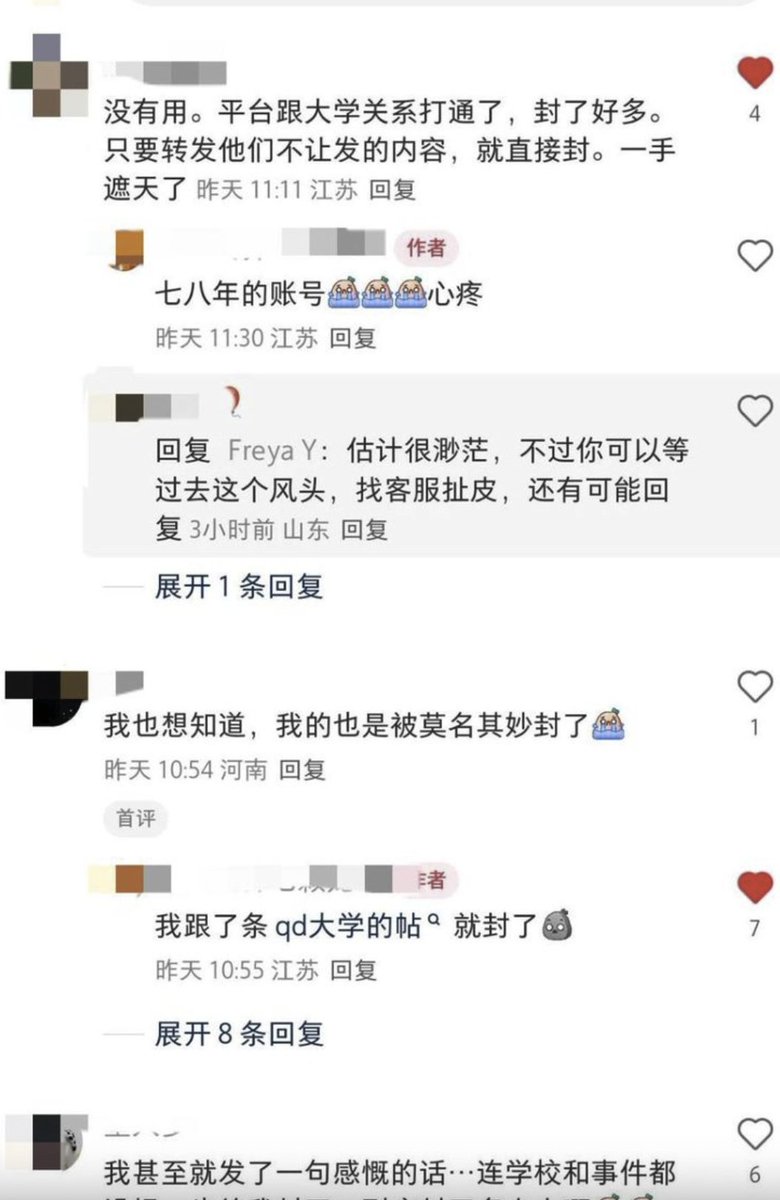 没有用。平台跟大学关系打通了，封了好多。
只要转发他们不让发的内容，就直接封。一手
遮天了 昨天 11:11 江苏 回复
4
作者
七八年的账号心疼
昨天 11:30 江苏 回复
回复 Freya Y：估计很渺茫，不过你可以等
过去这个风头，找客服扯皮，还有可能回
复 3小时前 山东 回复
展开 1 条回复
我也想知道，我的也是被莫名其妙封了
1
昨天 10:54 河南 回复
首评
作者
我跟了条 qd大学的帖 就封了
7
昨天 10:55 江苏 回复
展开 8 条回复
我甚至就发了一句感慨的话…连学校和事件都
6